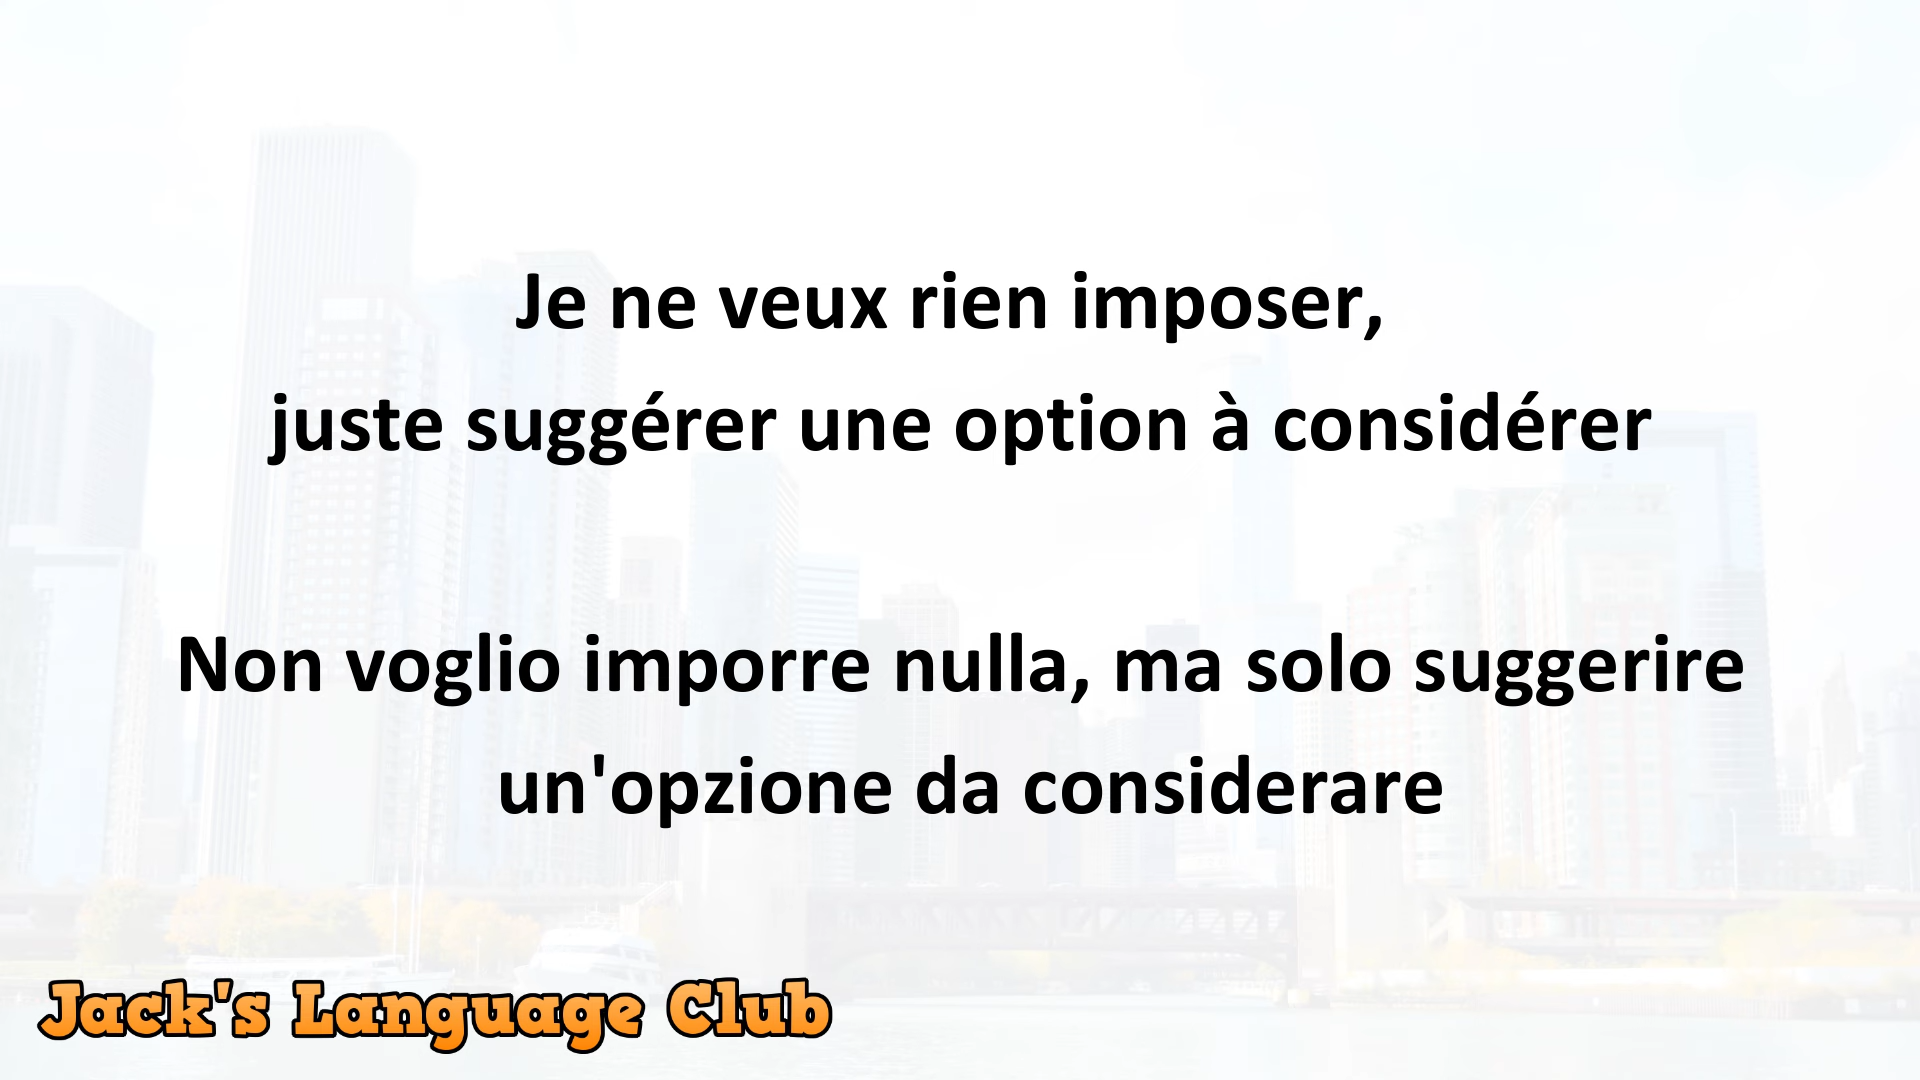 Je ne veux rien imposer,
juste suggérer une option à considérer
Non voglio imporre nulla, ma solo suggerire
un'opzione da considerare
Jack's Language Club